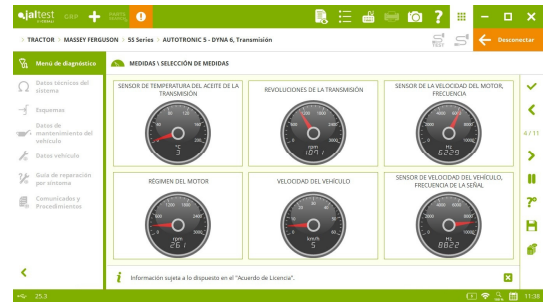 jaltest GRP
PARTS
> TRACTOR > MASSEY FERGUSON > 55 Series > AUTOTRONIC 5 - DYNA 6, Transmisión
TEST
Desconectar
Menú de diagnóstico
MEDIDAS \ SELECCIÓN DE MEDIDAS
Datos técnicos del
sistema
Esquemas
Datos de
mantenimiento del
vehículo
Datos vehículo
Guía de reparación
por síntoma
Comunicados y
Procedimientos
SENSOR DE TEMPERATURA DEL ACEITE DE LA
TRANSMISIÓN
°C
3
REVOLUCIONES DE LA TRANSMISIÓN
rpm
1071
SENSOR DE LA VELOCIDAD DEL MOTOR,
FRECUENCIA
Hz
6229
4 / 11
RÉGIMEN DEL MOTOR
rpm
261
VELOCIDAD DEL VEHÍCULO
km/h
5
SENSOR DE VELOCIDAD DEL VEHÍCULO,
FRECUENCIA DE LA SEÑAL
Hz
8822
Información sujeta a lo dispuesto en el "Acuerdo de Licencia".
25.3
11:38